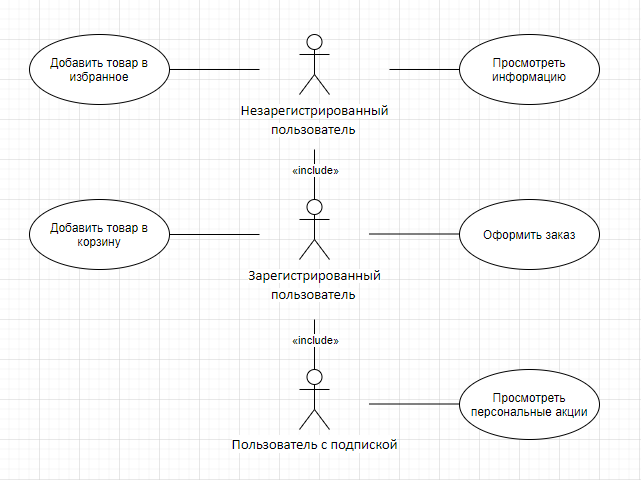 Добавить товар в
избранное
Просмотреть
информацию
Незарегистрированный
пользователь
«include»
Добавить товар в
корзину
Оформить заказ
Зарегистрированный
пользователь
«include»
Просмотреть
персональные акции
Пользователь с подпиской